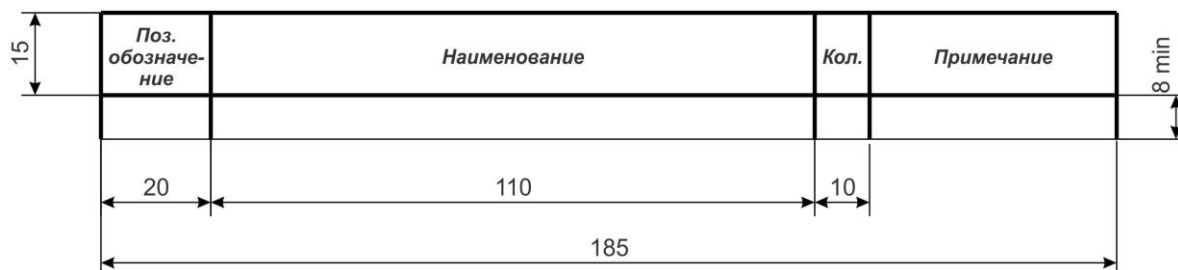 15
Поз.
обозначе-
ние
Наименование
Кол.
Примечание
8 min
20
110
10
185